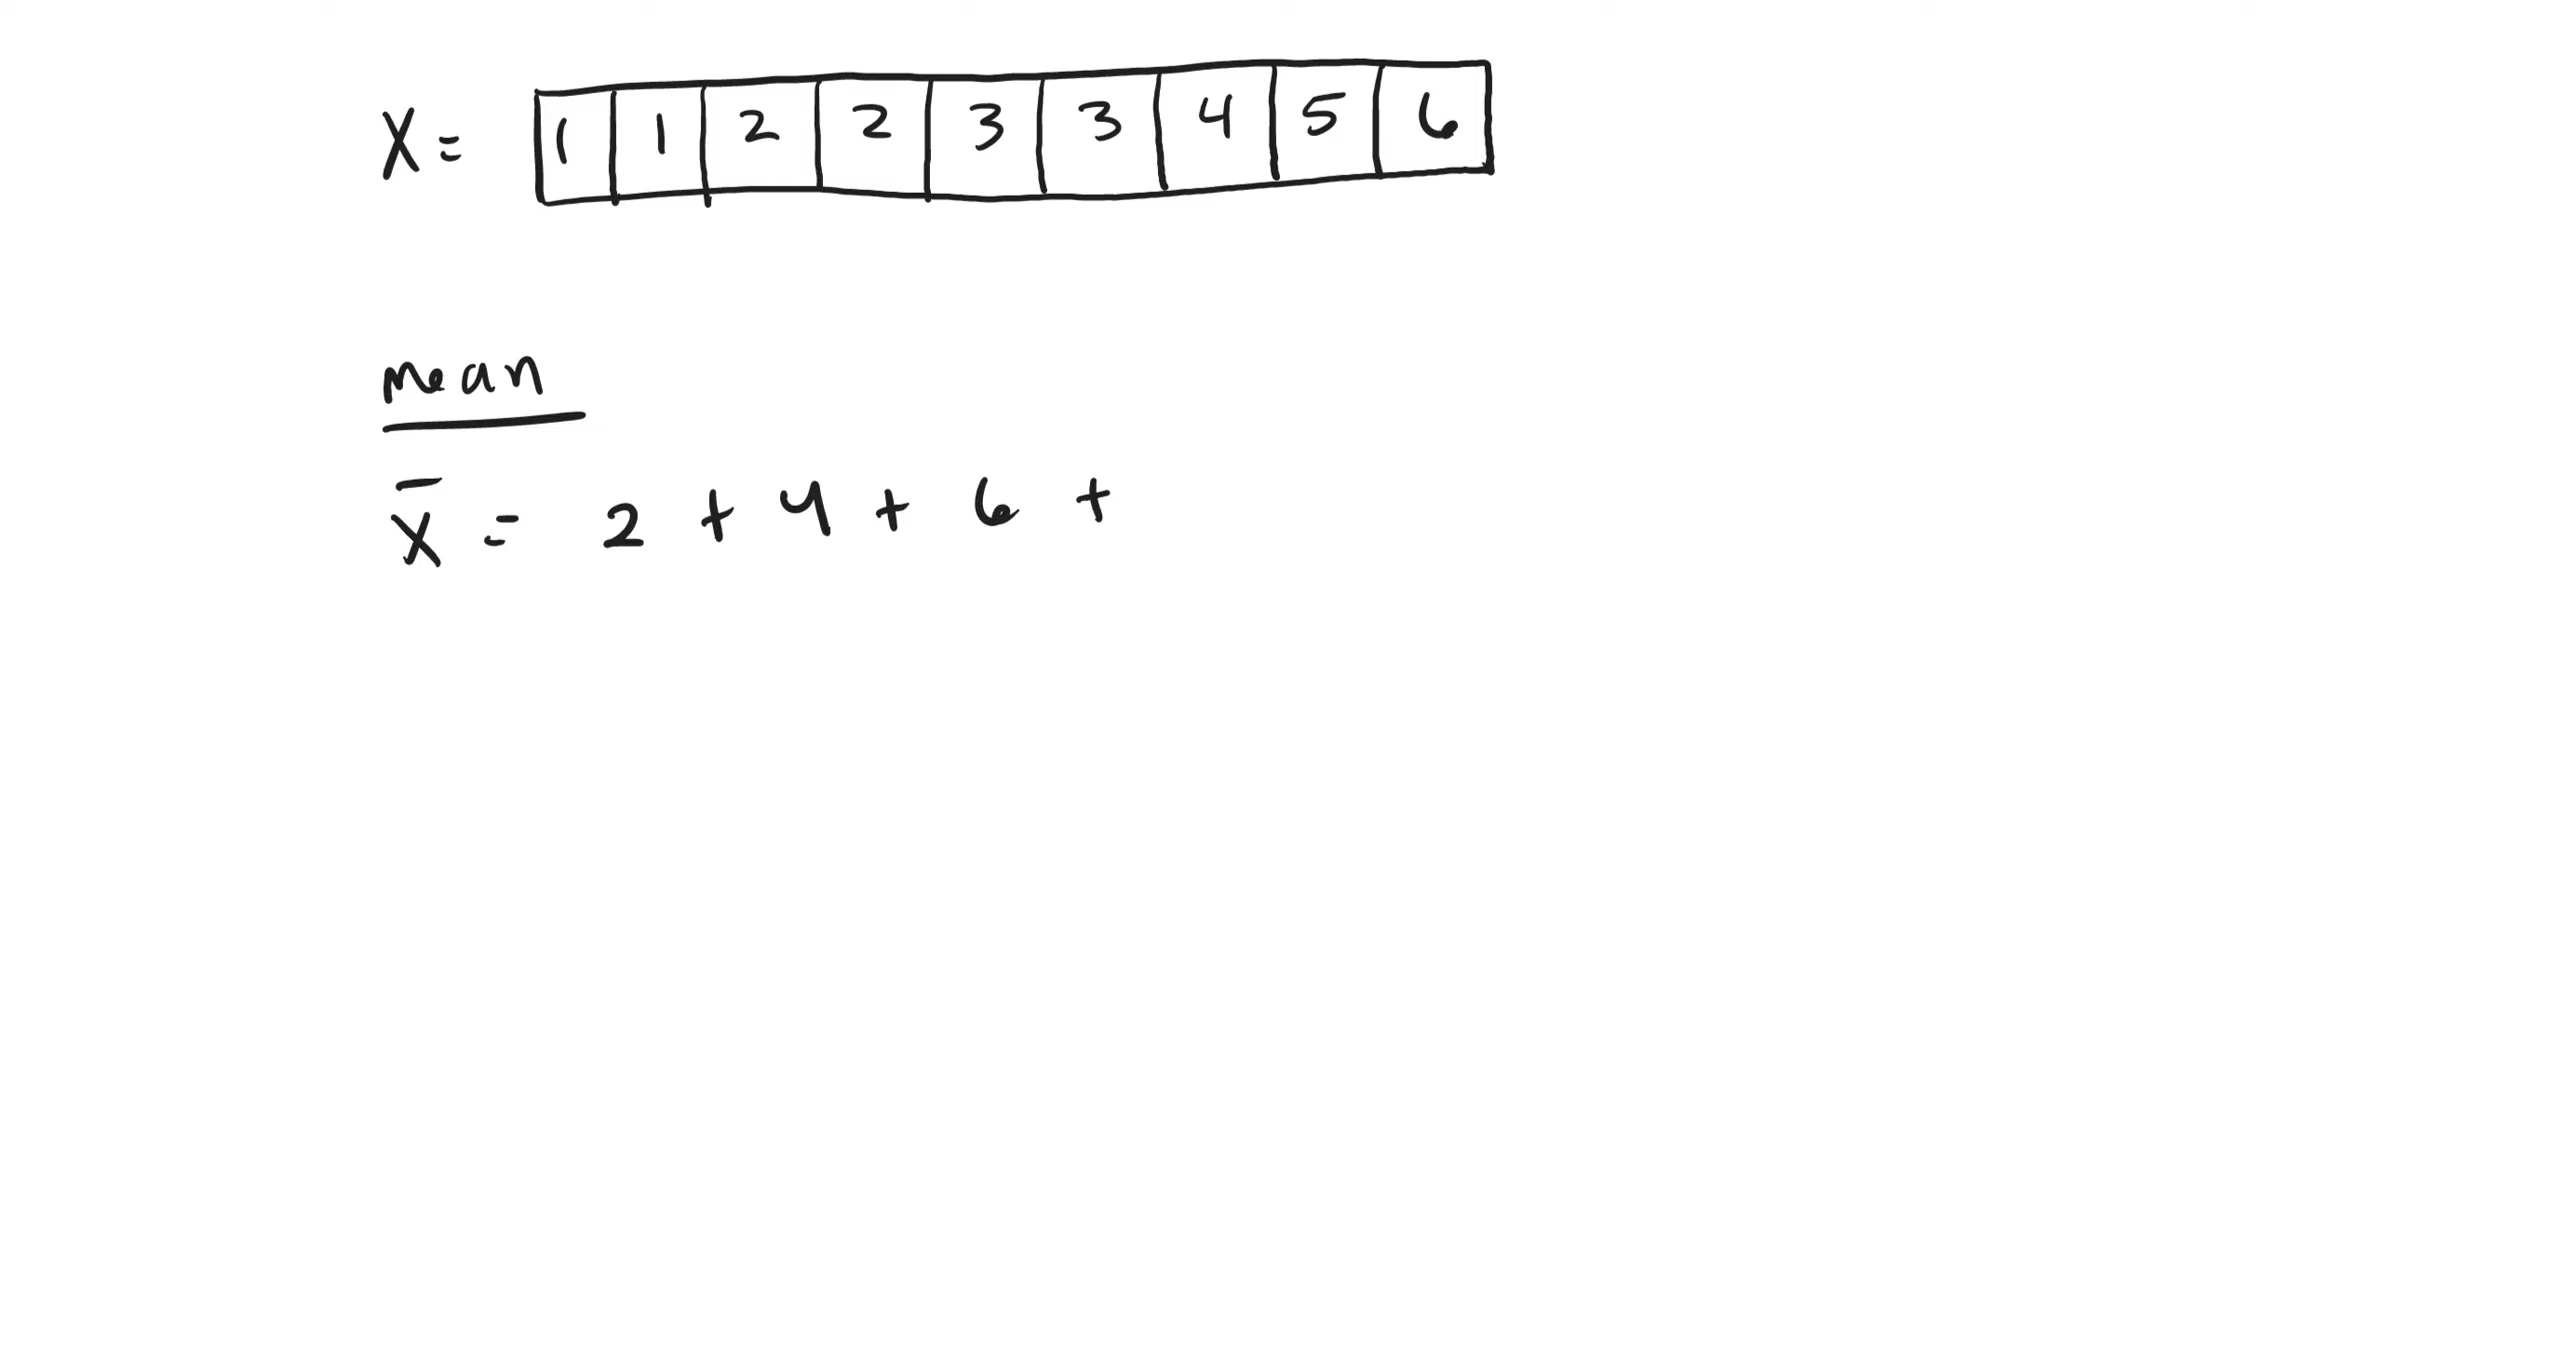 X = 1 1 2 2 3 3 4 5 6
mean
x̄ = 2 + 4 + 6 +